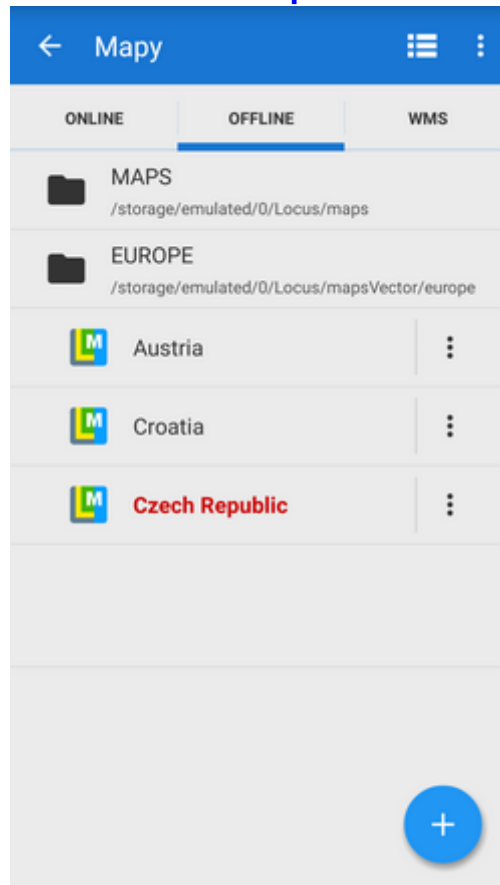 Mapy
ONLINE OFFLINE WMS
MAPS
/storage/emulated/0/Locus/maps
EUROPE
/storage/emulated/0/Locus/mapsVector/europe
Austria
Croatia
Czech Republic